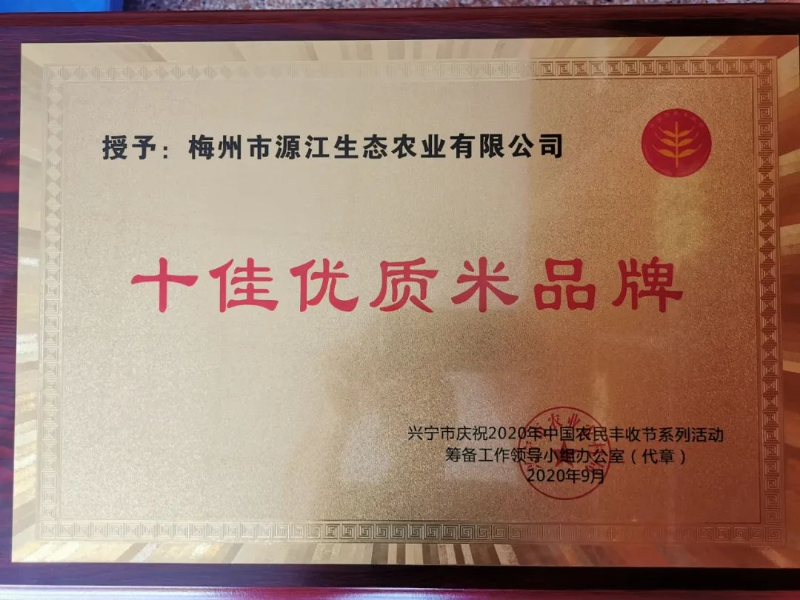 授予：梅州市源江生态农业有限公司
十佳优质米品牌
兴宁市庆祝2020年中国农民丰收节系列活动
筹备工作领导小组办公室（代章）
2020年9月